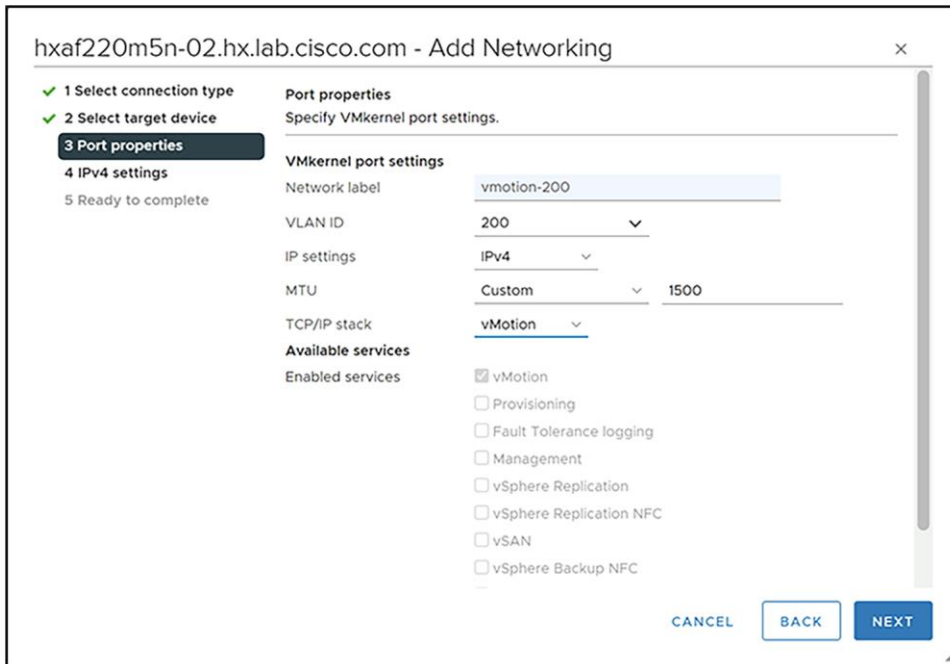 hxaf220m5n-02.hx.lab.cisco.com - Add Networking
1 Select connection type
2 Select target device
3 Port properties
4 IPv4 settings
5 Ready to complete
Port properties
Specify VMkernel port settings.
VMkernel port settings
Network label vmotion-200
VLAN ID 200
IP settings IPv4
MTU Custom 1500
TCP/IP stack vMotion
Available services
Enabled services vMotion
Provisioning
Fault Tolerance logging
Management
vSphere Replication
vSphere Replication NFC
vSAN
vSphere Backup NFC
CANCEL BACK NEXT